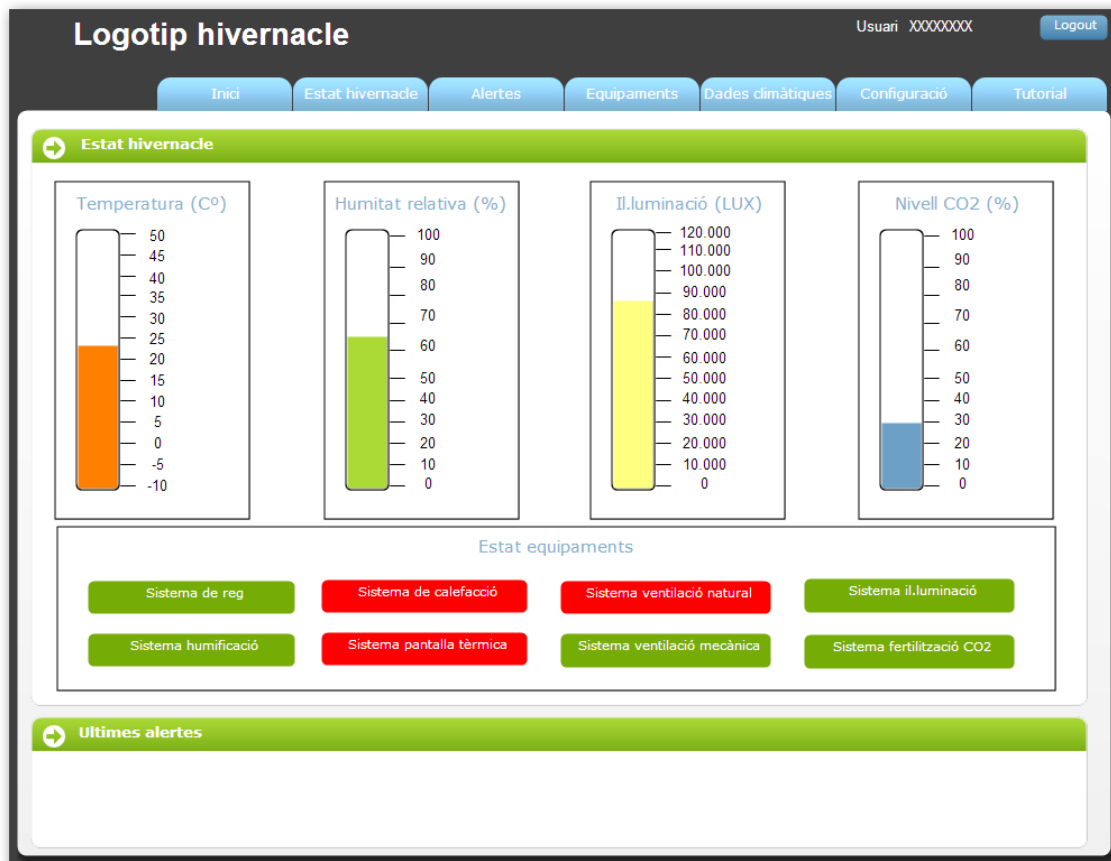 Logotip hivernacle
Usuari XXXXXXXX
Logout
Inici
Estat hivernacle
Alertes
Equipaments
Dades climàtiques
Configuració
Tutorial
Estat hivernacle
Temperatura (Cº)
50
45
40
35
30
25
20
15
10
5
0
-5
-10
Humitat relativa (%)
100
90
80
70
60
50
40
30
20
10
0
Il.luminació (LUX)
120.000
110.000
100.000
90.000
80.000
70.000
60.000
50.000
40.000
30.000
20.000
10.000
0
Nivell CO2 (%)
100
90
80
70
60
50
40
30
20
10
0
Estat equipaments
Sistema de reg
Sistema de calefacció
Sistema ventilació natural
Sistema il.luminació
Sistema humificació
Sistema pantalla tèrmica
Sistema ventilació mecànica
Sistema fertilització CO2
Ultimes alertes